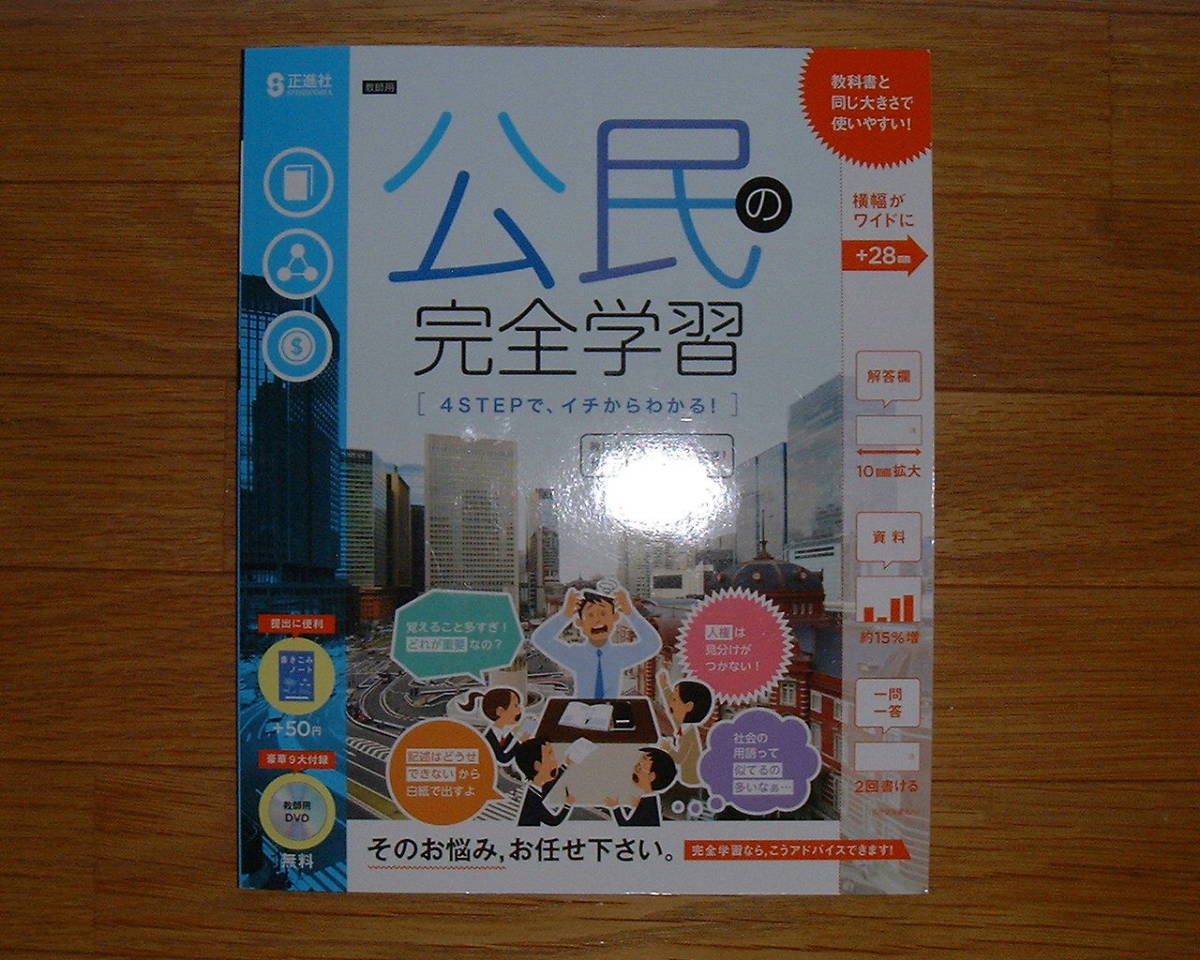 正進社
教師用
公民の
完全学習
[ 4STEPで、イチからわかる! ]
教科書と
同じ大きさで
使いやすい!
横幅が
ワイドに
+28mm
解答欄
10mm拡大
資料
約15%増
一問
一答
2回書ける
提出に便利
書きこみ
ノート
+50円
豪華9大付録
教師用
DVD
無料
覚えること多すぎ!
どれが重要なの?
人権は
見分けが
つかない!
記述はどうせ
できないから
白紙で出すよ
社会の
用語って
似てるの
多いなぁ…
そのお悩み,お任せ下さい。
完全学習なら,こうアドバイスできます!